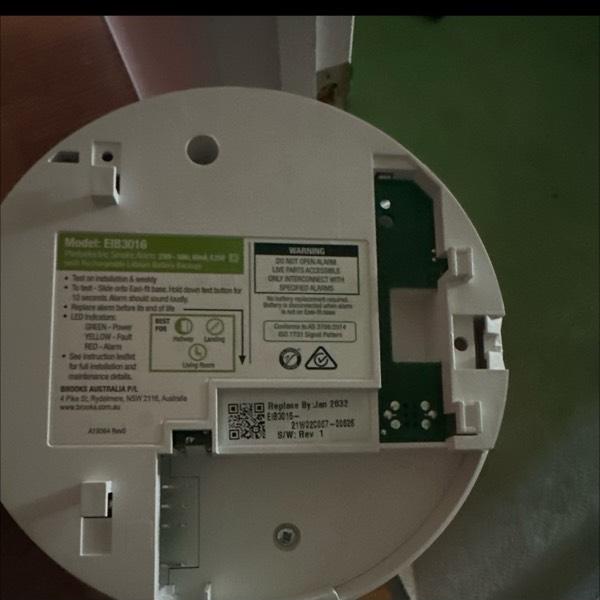 Model: EIB3016
Photoelectric Smoke Alarm
with Rechargeable Lithium Battery Backup
• Test on installation & weekly
• To test - Slide onto Easi-fit base. Hold down test button for
10 seconds. Alarm should sound loudly.
• Replace alarm before its end of life
• LED Indicators:
GREEN - Power
YELLOW - Fault
RED - Alarm
• See instruction leaflet
for full installation and
maintenance details.
BROOKS AUSTRALIA P/L
4 Pike St, Rydalmere, NSW 2116, Australia
www.brooks.com.au
BEST
FOR
Hallway
Landing
Living Room
WARNING
DO NOT OPEN ALARM
LIVE PARTS ACCESSIBLE
ONLY INTERCONNECT WITH
SPECIFIED ALARMS
No battery replacement required.
Battery is disconnected when alarm
is not on Easi-fit base
Conforms to AS 3786:2014
ISO 7731 Signal Pattern
Replace By:Jan 2032
EIB3016-
S/W: Rev 1